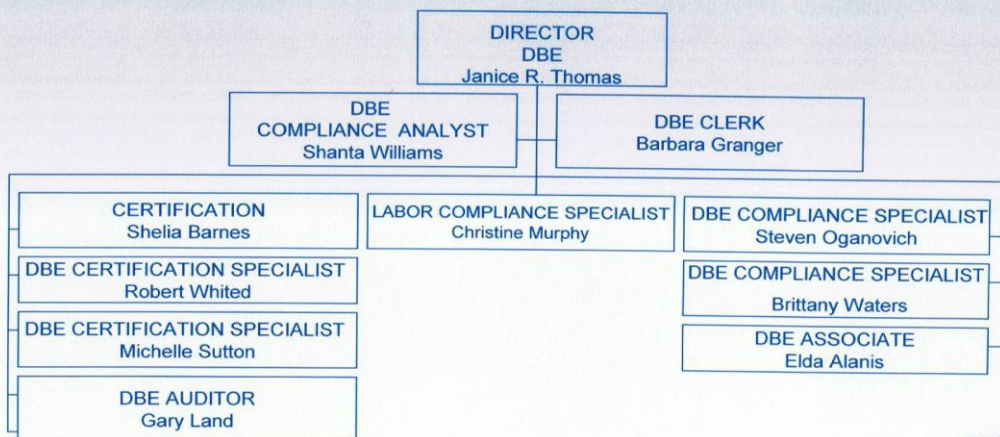 DIRECTOR
DBE
Janice R. Thomas
DBE
COMPLIANCE ANALYST
Shanta Williams
DBE CLERK
Barbara Granger
CERTIFICATION
Shelia Barnes
DBE CERTIFICATION SPECIALIST
Robert Whited
DBE CERTIFICATION SPECIALIST
Michelle Sutton
DBE AUDITOR
Gary Land
LABOR COMPLIANCE SPECIALIST
Christine Murphy
DBE COMPLIANCE SPECIALIST
Steven Oganovich
DBE COMPLIANCE SPECIALIST
Brittany Waters
DBE ASSOCIATE
Elda Alanis